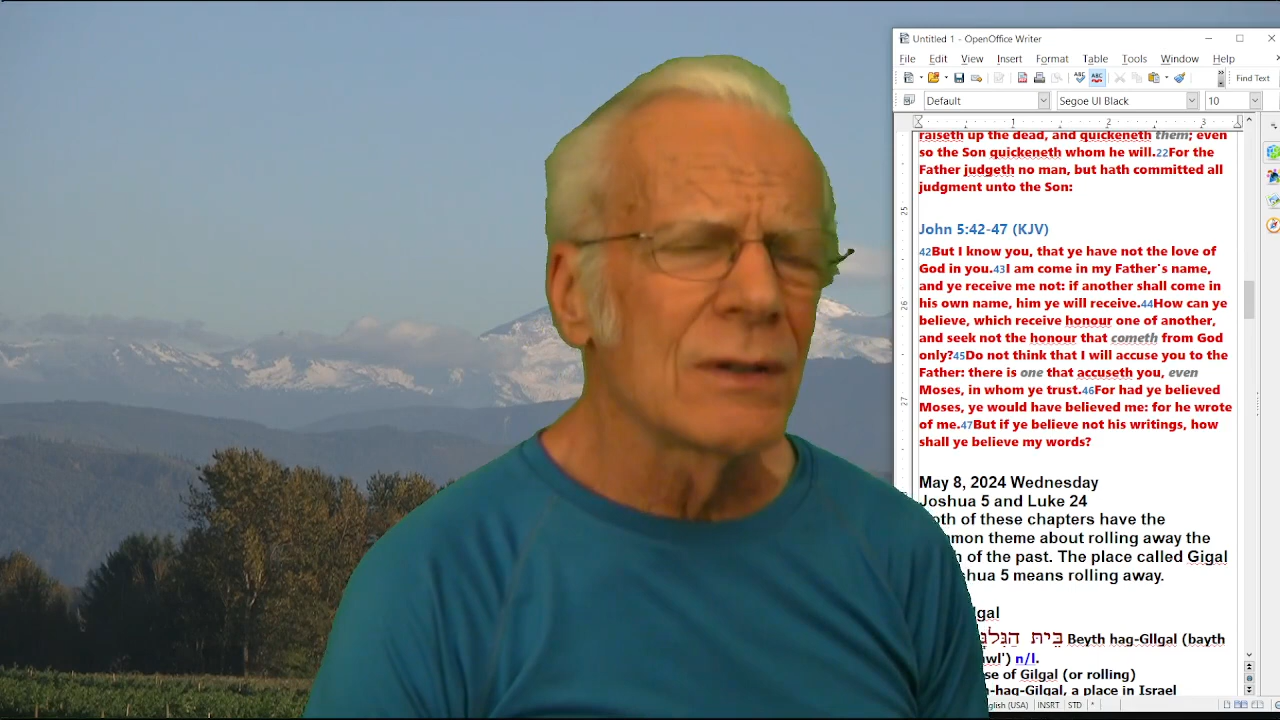 Untitled 1 - OpenOffice Writer
File Edit View Insert Format Table Tools Window Help
Find Text
Default Segoe UI Black 10
1 2 3
raiseth up the dead, and quickeneth them; even
so the Son quickeneth whom he will.22For the
Father judgeth no man, but hath committed all
judgment unto the Son:
25
John 5:42-47 (KJV)
42But I know you, that ye have not the love of
God in you.43I am come in my Father's name,
and ye receive me not: if another shall come in
26
his own name, him ye will receive.44How can ye
believe, which receive honour one of another,
and seek not the honour that cometh from God
only?45Do not think that I will accuse you to the
Father: there is one that accuseth you, even
Moses, in whom ye trust.46For had ye believed
27
Moses, ye would have believed me: for he wrote
of me.47But if ye believe not his writings, how
shall ye believe my words?
May 8, 2024 Wednesday
Joshua 5 and Luke 24
oth of these chapters have the
mmon theme about rolling away the
of the past. The place called Gigal
shua 5 means rolling away.
lgal
בֵּית Beyth hag-GIlgal (bayth
awl') n/l.
se of Gilgal (or rolling)
h-hag-Gilgal, a place in Israel
English (USA) INSRT STD *